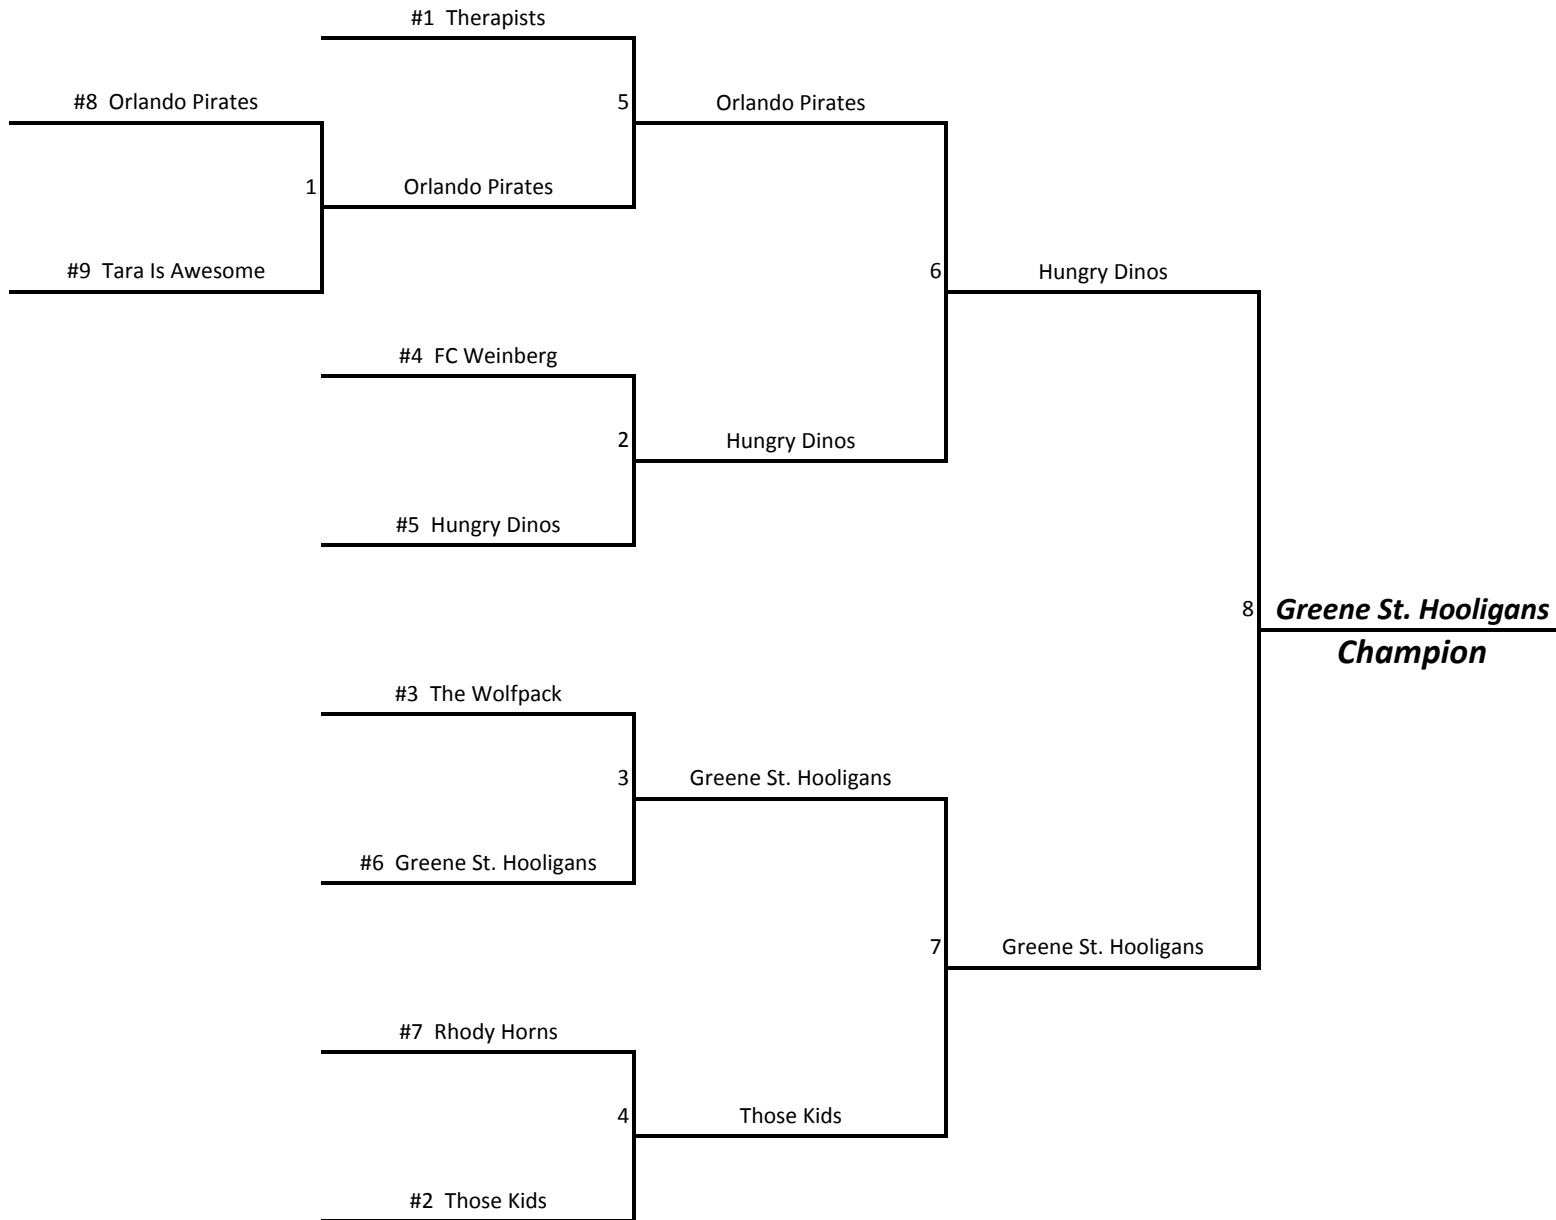 #1 Therapists
#8 Orlando Pirates
5
Orlando Pirates
1
Orlando Pirates
#9 Tara Is Awesome
6
Hungry Dinos
#4 FC Weinberg
2
Hungry Dinos
#5 Hungry Dinos
8
Greene St. Hooligans
Champion
#3 The Wolfpack
3
Greene St. Hooligans
#6 Greene St. Hooligans
7
Greene St. Hooligans
#7 Rhody Horns
4
Those Kids
#2 Those Kids